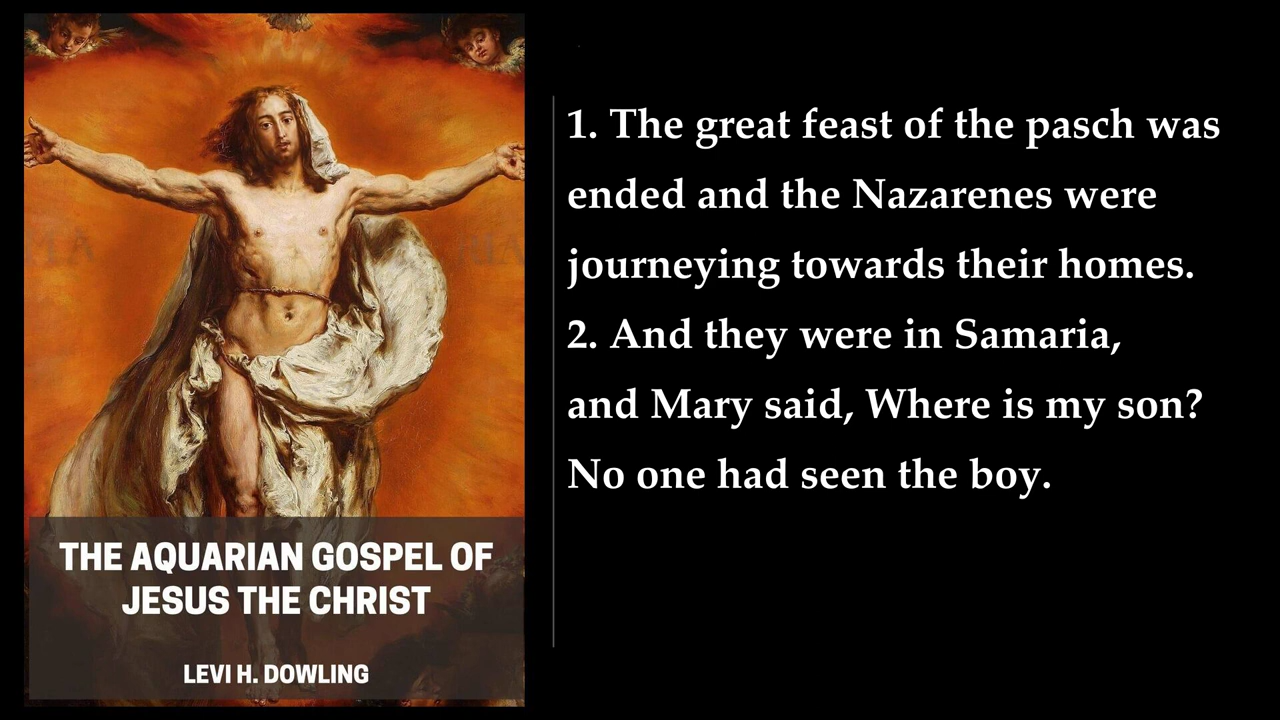 THE AQUARIAN GOSPEL OF
JESUS THE CHRIST
LEVI H. DOWLING
1. The great feast of the pasch was
ended and the Nazarenes were
journeying towards their homes.
2. And they were in Samaria,
and Mary said, Where is my son?
No one had seen the boy.